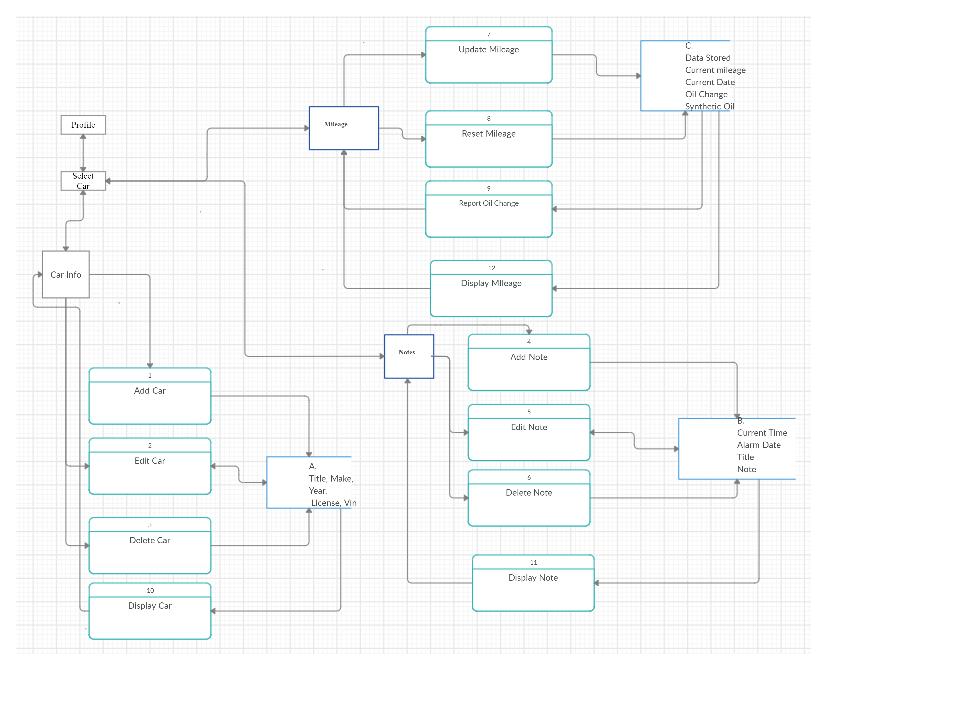 7
Update Mileage
C
Data Stored
Current mileage
Current Date
Oil Change
Synthetic Oil
Profile
Mileage
8
Reset Mileage
Select
Car
9
Report Oil Change
Car Info
12
Display MIleage
Notes
4
Add Note
1
Add Car
5
Edit Note
B.
Current Time
Alarm Date
Title
Note
2
Edit Car
A.
Title, Make,
Year,
License, Vin
6
Delete Note
3
Delete Car
11
Display Note
10
Display Car